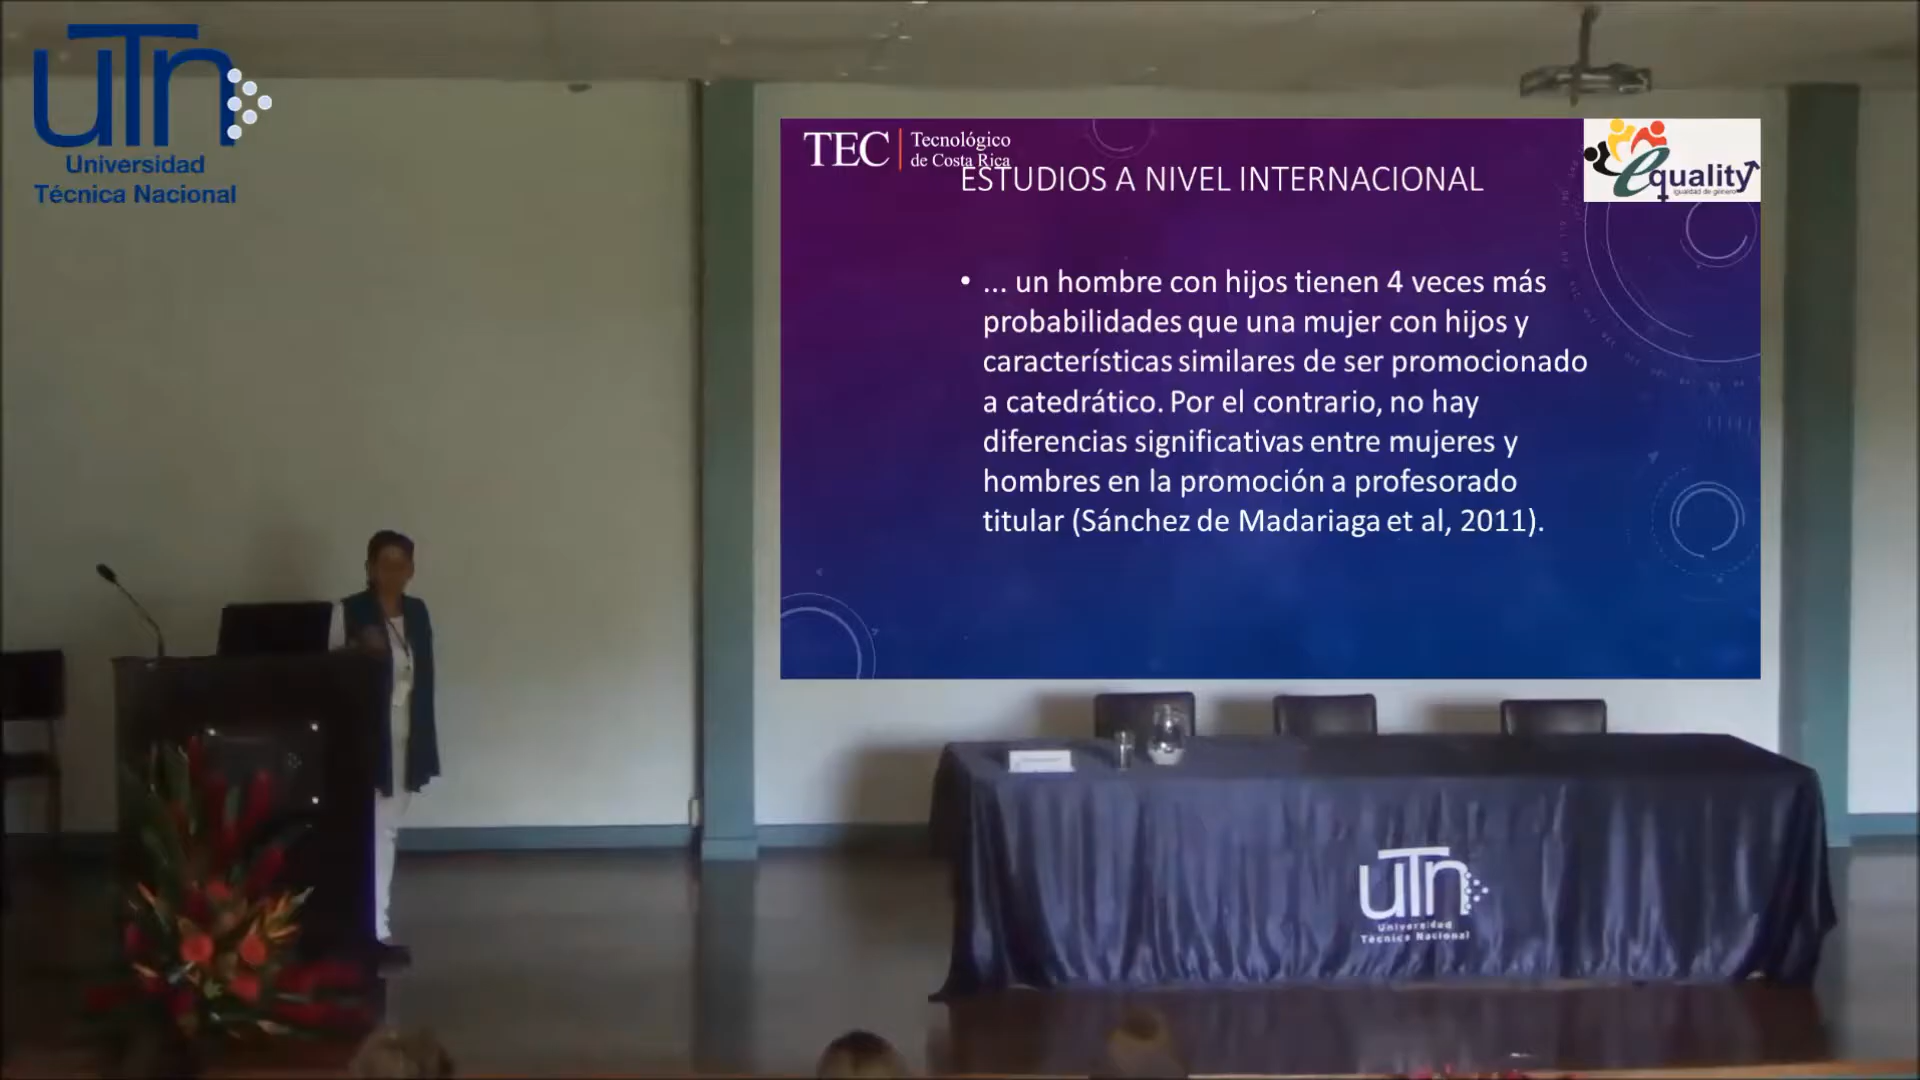 uTn
Universidad
Técnica Nacional
TEC
Tecnológico
de Costa Rica
ESTUDIOS A NIVEL INTERNACIONAL
equality
igualdad de género
• ... un hombre con hijos tienen 4 veces más
probabilidades que una mujer con hijos y
características similares de ser promocionado
a catedrático. Por el contrario, no hay
diferencias significativas entre mujeres y
hombres en la promoción a profesorado
titular (Sánchez de Madariaga et al, 2011).
uTn
Universidad
Técnica Nacional